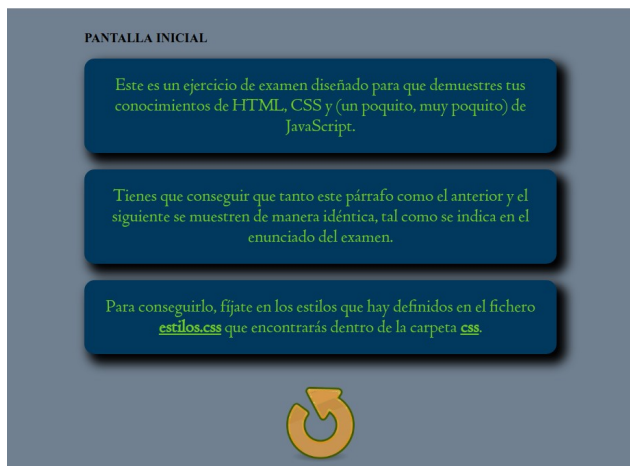 PANTALLA INICIAL
Este es un ejercicio de examen diseñado para que demuestres tus
conocimientos de HTML, CSS y (un poquito, muy poquito) de
JavaScript.
Tienes que conseguir que tanto este párrafo como el anterior y el
siguiente se muestren de manera idéntica, tal como se indica en el
enunciado del examen.
Para conseguirlo, fíjate en los estilos que hay definidos en el fichero
estilos.css que encontrarás dentro de la carpeta css.